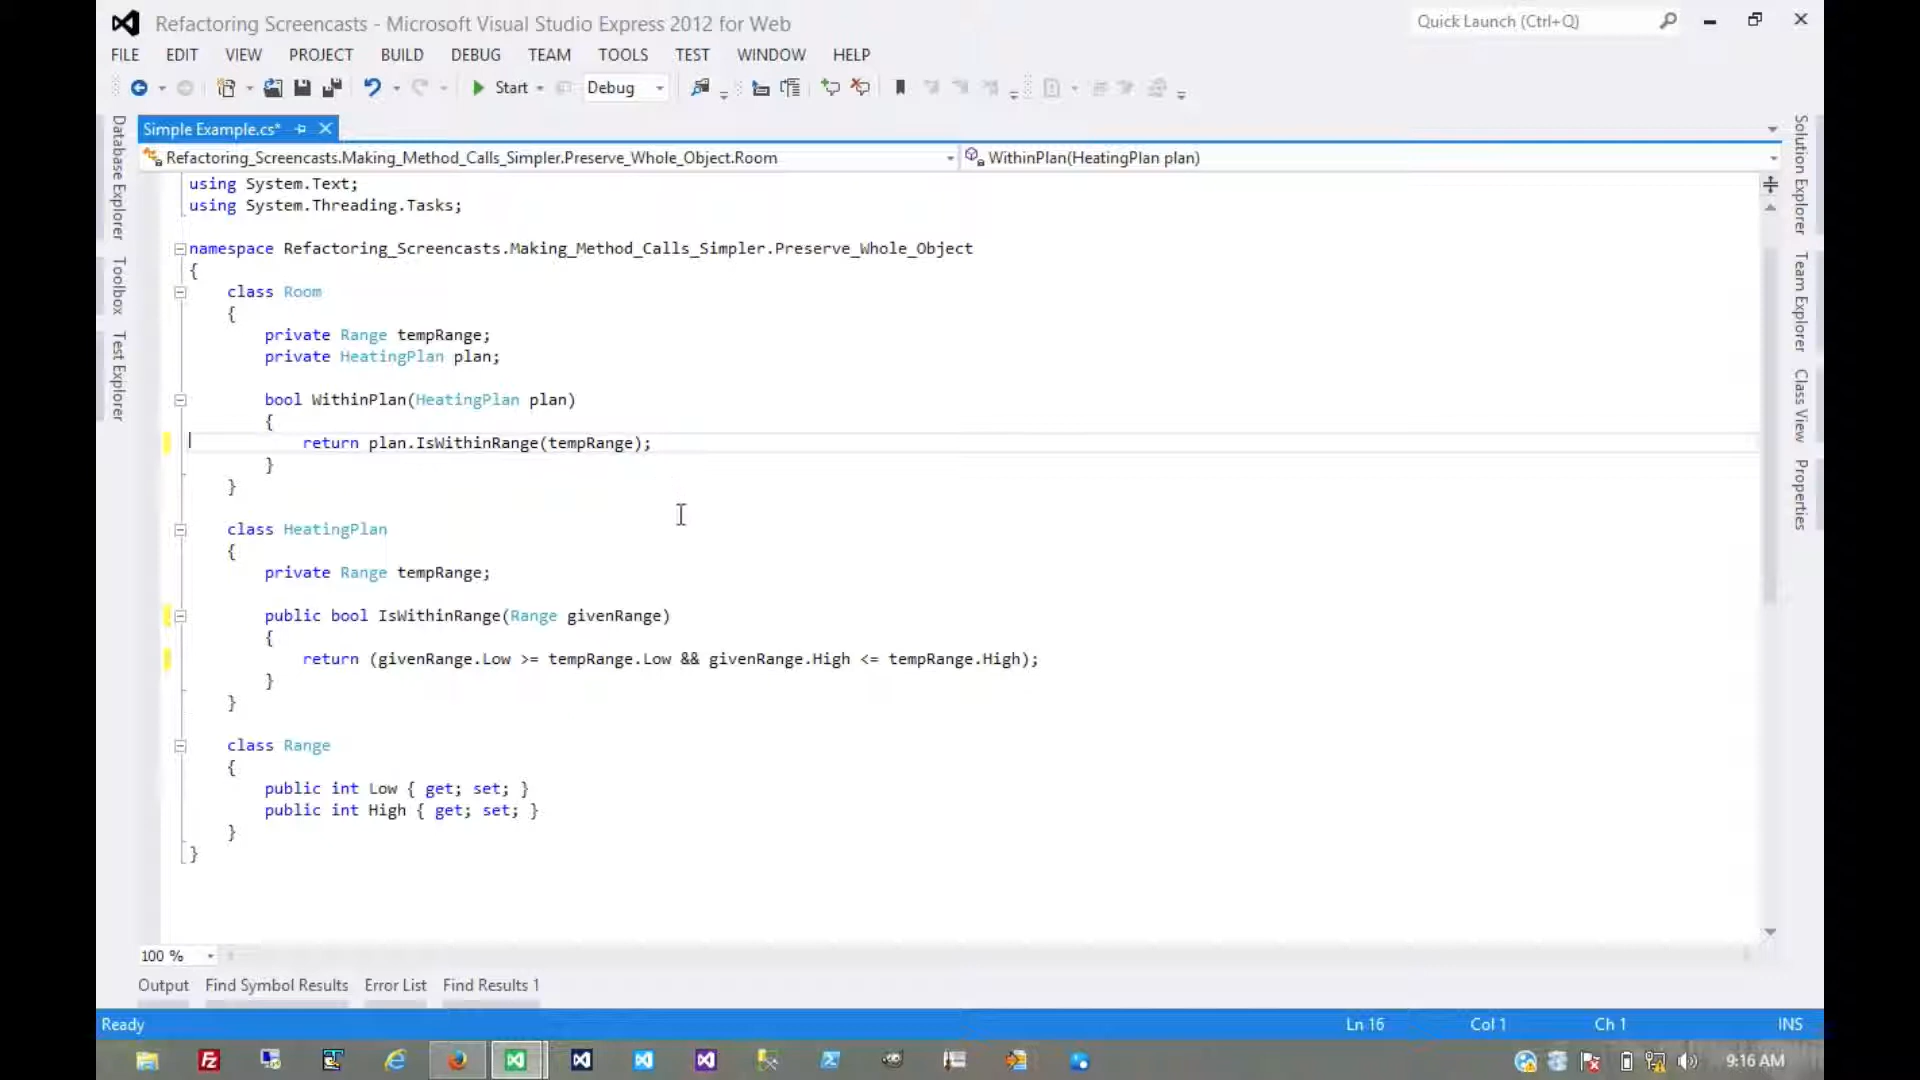 Refactoring Screencasts - Microsoft Visual Studio Express 2012 for Web
Quick Launch (Ctrl+Q)
FILE EDIT VIEW PROJECT BUILD DEBUG TEAM TOOLS TEST WINDOW HELP
Start Debug
Simple Example.cs*
Refactoring_Screencasts.Making_Method_Calls_Simpler.Preserve_Whole_Object.Room
WithinPlan(HeatingPlan plan)
Database Explorer
Toolbox
Test Explorer
using System.Text;
using System.Threading.Tasks;
namespace Refactoring_Screencasts.Making_Method_Calls_Simpler.Preserve_Whole_Object
{
class Room
{
private Range tempRange;
private HeatingPlan plan;
bool WithinPlan(HeatingPlan plan)
{
return plan.IsWithinRange(tempRange);
}
}
class HeatingPlan
{
private Range tempRange;
public bool IsWithinRange(Range givenRange)
{
return (givenRange.Low >= tempRange.Low && givenRange.High <= tempRange.High);
}
}
class Range
{
public int Low { get; set; }
public int High { get; set; }
}
}
Solution Explorer
Team Explorer
Class View
Properties
100 %
Output Find Symbol Results Error List Find Results 1
Ready Ln 16 Col 1 Ch 1 INS
9:16 AM